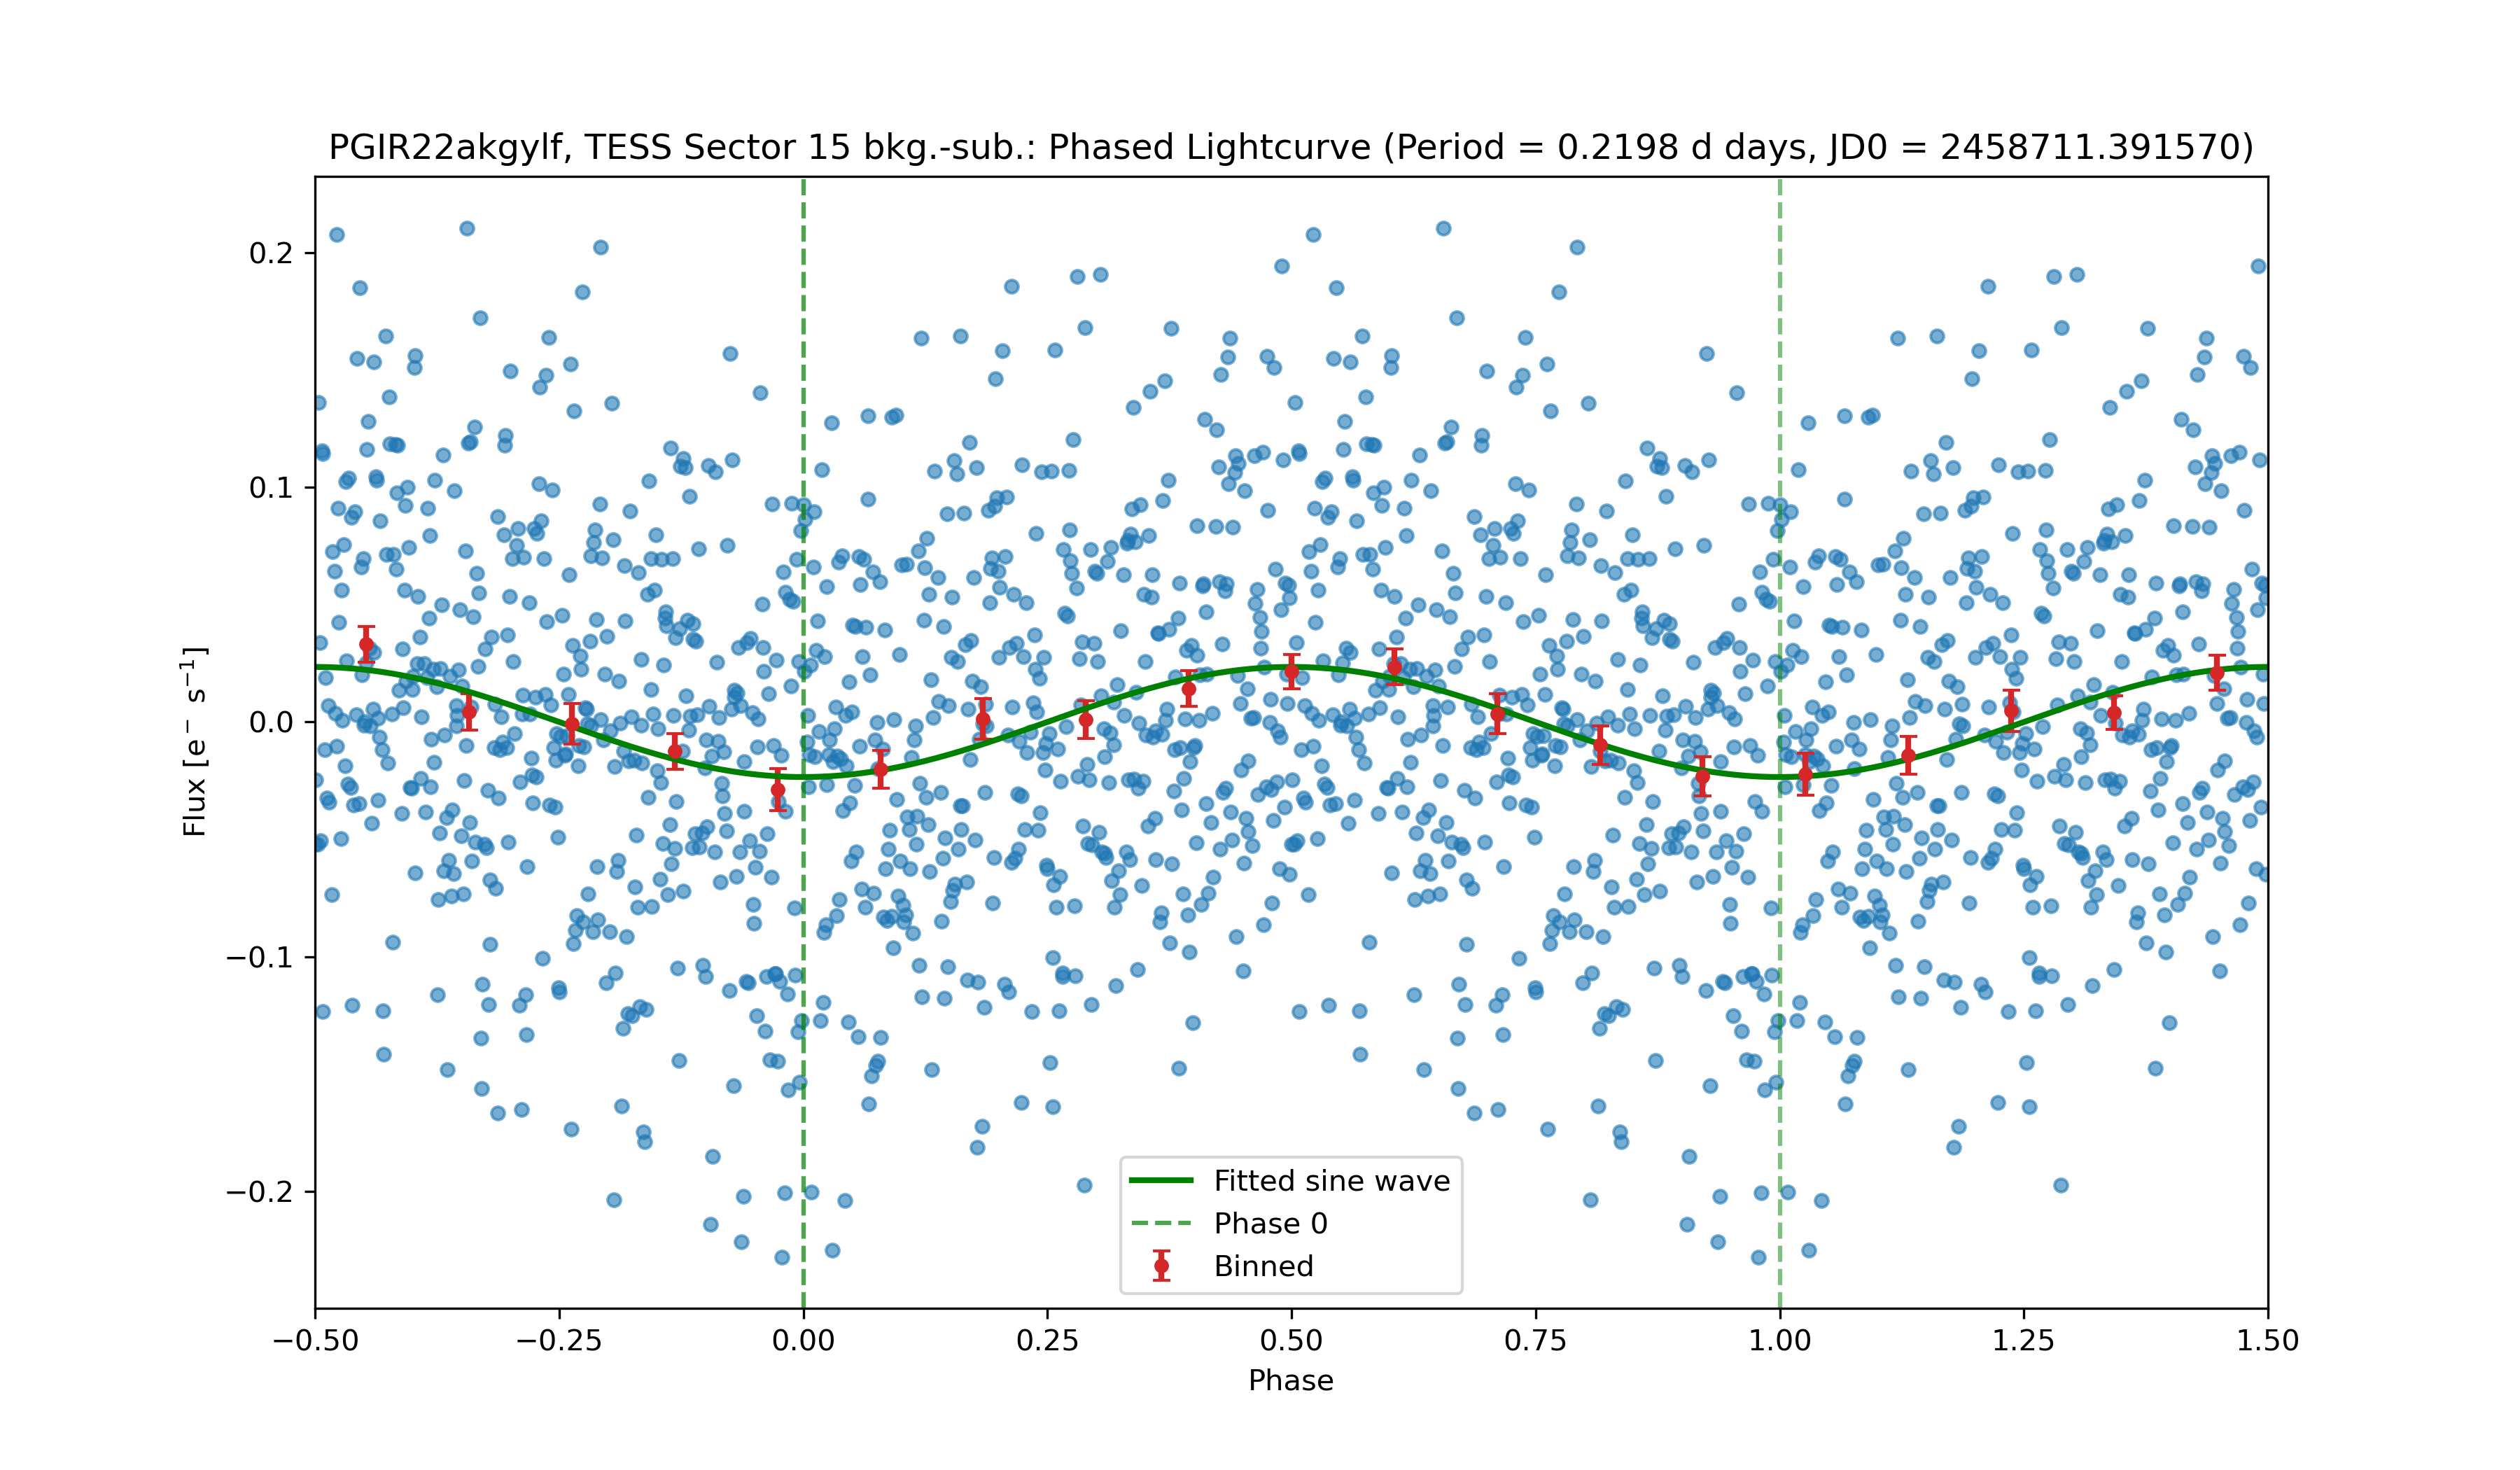 PGIR22akgylf, TESS Sector 15 bkg.-sub.: Phased Lightcurve (Period = 0.2198 d days, JD0 = 2458711.391570)
Flux [e⁻ s⁻¹]
0.2
0.1
0.0
−0.1
−0.2
Fitted sine wave
Phase 0
Binned
−0.50 −0.25 0.00 0.25 0.50 0.75 1.00 1.25 1.50
Phase